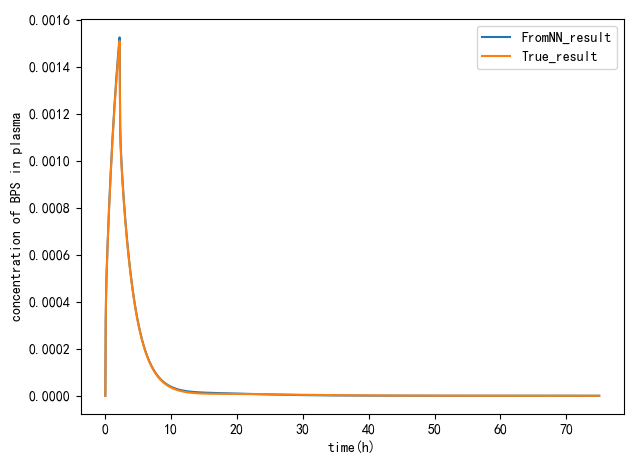 0.0016
0.0014
0.0012
0.0010
0.0008
0.0006
0.0004
0.0002
0.0000
concentration of BPS in plasma
FromNN_result
True_result
0 10 20 30 40 50 60 70
time(h)